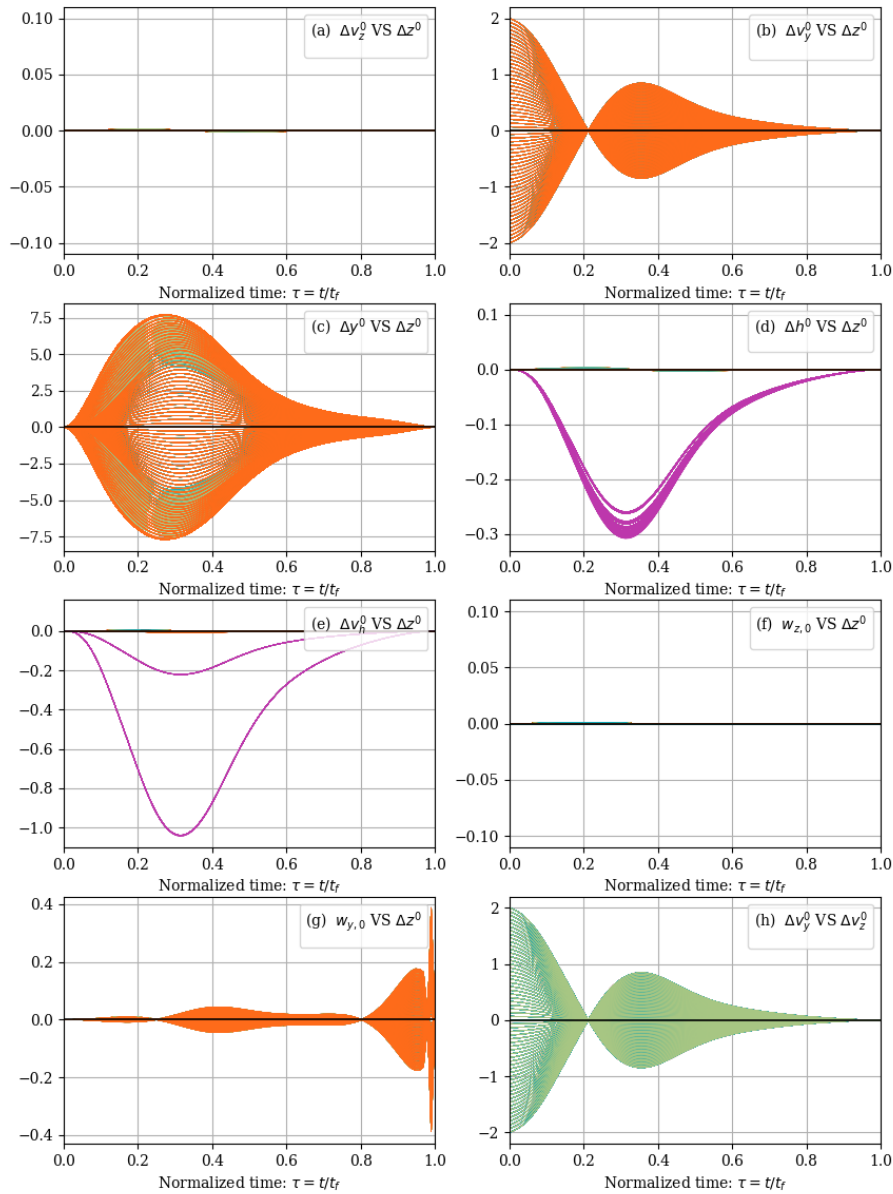 0.10
0.05
0.00
−0.05
−0.10
(a) Δv_z^0 VS Δz^0
0.0 0.2 0.4 0.6 0.8 1.0
Normalized time: τ = t/t_f
2
1
0
−1
−2
(b) Δv_y^0 VS Δz^0
0.0 0.2 0.4 0.6 0.8 1.0
Normalized time: τ = t/t_f
7.5
5.0
2.5
0.0
−2.5
−5.0
−7.5
(c) Δy^0 VS Δz^0
0.0 0.2 0.4 0.6 0.8 1.0
Normalized time: τ = t/t_f
0.1
0.0
−0.1
−0.2
−0.3
(d) Δh^0 VS Δz^0
0.0 0.2 0.4 0.6 0.8 1.0
Normalized time: τ = t/t_f
0.0
−0.2
−0.4
−0.6
−0.8
−1.0
(e) Δv_h^0 VS Δz^0
0.0 0.2 0.4 0.6 0.8 1.0
Normalized time: τ = t/t_f
0.10
0.05
0.00
−0.05
−0.10
(f) w_{z,0} VS Δz^0
0.0 0.2 0.4 0.6 0.8 1.0
Normalized time: τ = t/t_f
0.4
0.2
0.0
−0.2
−0.4
(g) w_{y,0} VS Δz^0
0.0 0.2 0.4 0.6 0.8 1.0
Normalized time: τ = t/t_f
2
1
0
−1
−2
(h) Δv_y^0 VS Δv_z^0
0.0 0.2 0.4 0.6 0.8 1.0
Normalized time: τ = t/t_f